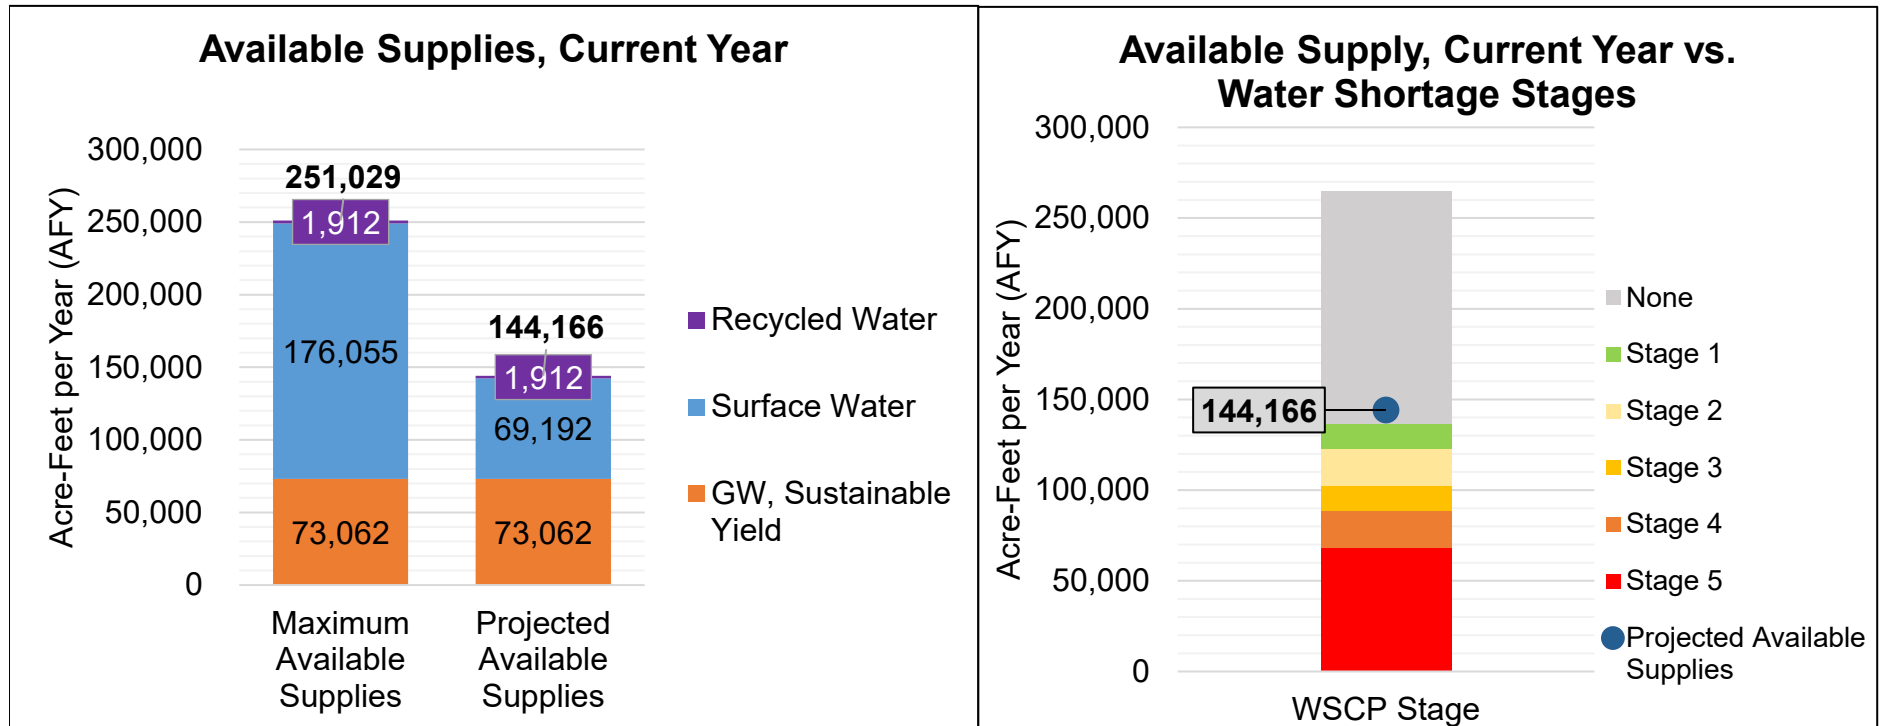 Available Supplies, Current Year
Acre-Feet per Year (AFY)
300,000
250,000
200,000
150,000
100,000
50,000
0
251,029
1,912
176,055
73,062
144,166
1,912
69,192
73,062
Maximum
Available
Supplies
Projected
Available
Supplies
Recycled Water
Surface Water
GW, Sustainable
Yield
Available Supply, Current Year vs.
Water Shortage Stages
Acre-Feet per Year (AFY)
300,000
250,000
200,000
150,000
100,000
50,000
0
144,166
WSCP Stage
None
Stage 1
Stage 2
Stage 3
Stage 4
Stage 5
Projected Available
Supplies